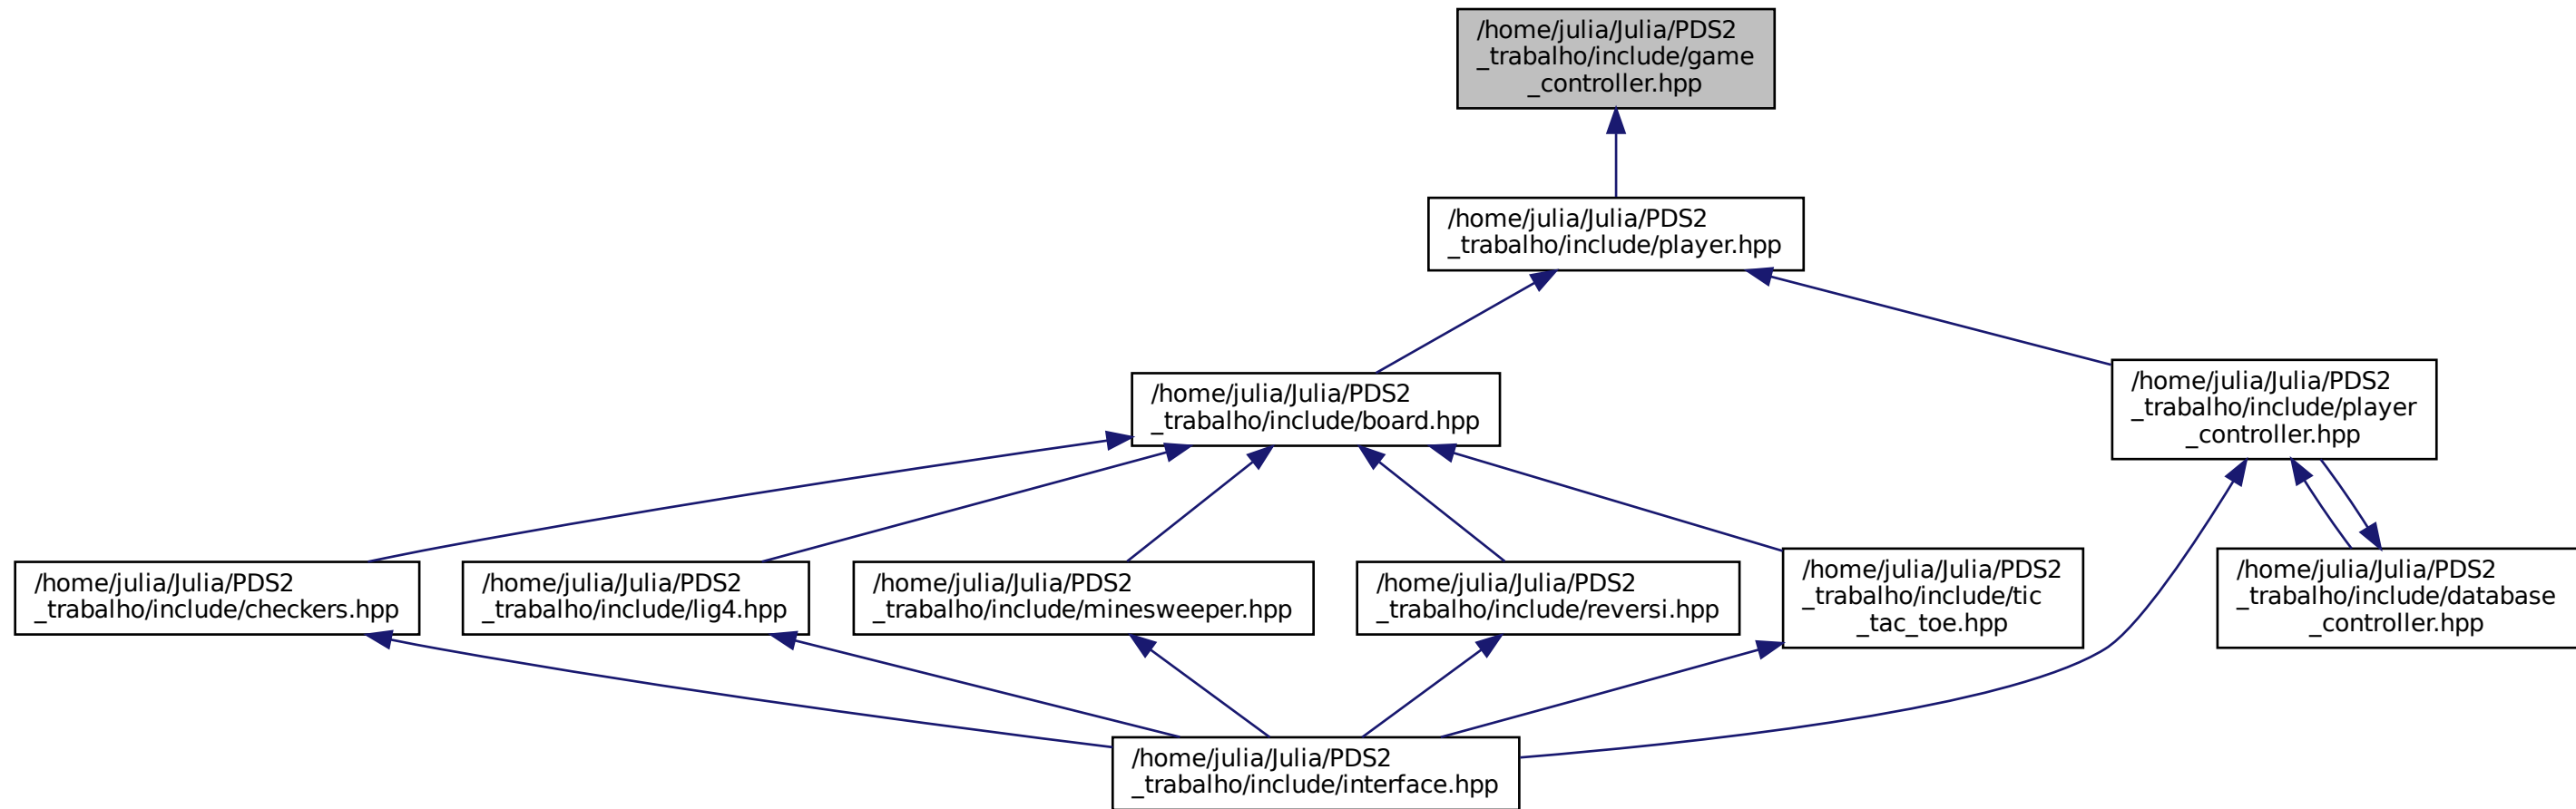 /home/julia/Julia/PDS2
_trabalho/include/game
_controller.hpp
/home/julia/Julia/PDS2
_trabalho/include/player.hpp
/home/julia/Julia/PDS2
_trabalho/include/board.hpp
/home/julia/Julia/PDS2
_trabalho/include/player
_controller.hpp
/home/julia/Julia/PDS2
_trabalho/include/checkers.hpp
/home/julia/Julia/PDS2
_trabalho/include/lig4.hpp
/home/julia/Julia/PDS2
_trabalho/include/minesweeper.hpp
/home/julia/Julia/PDS2
_trabalho/include/reversi.hpp
/home/julia/Julia/PDS2
_trabalho/include/tic
_tac_toe.hpp
/home/julia/Julia/PDS2
_trabalho/include/database
_controller.hpp
/home/julia/Julia/PDS2
_trabalho/include/interface.hpp